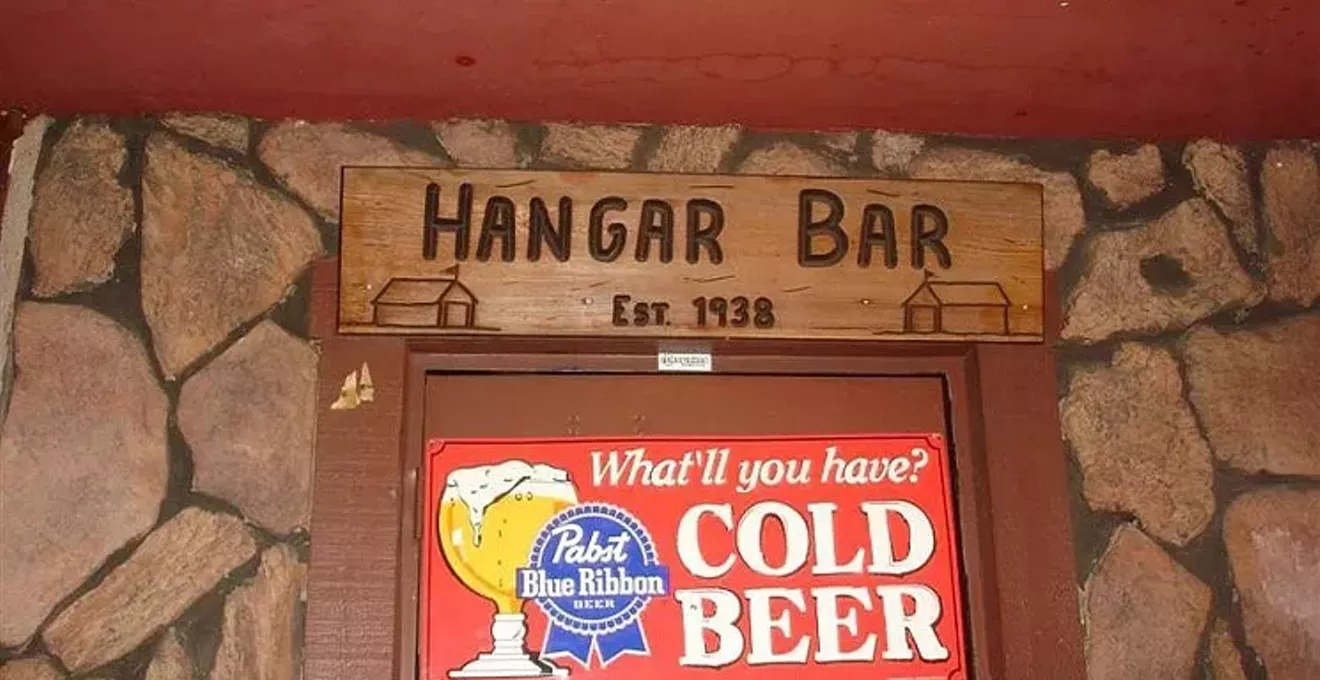 HANGAR BAR
EST. 1938
What'll you have?
COLD
BEER
Pabst
Blue Ribbon
BEER